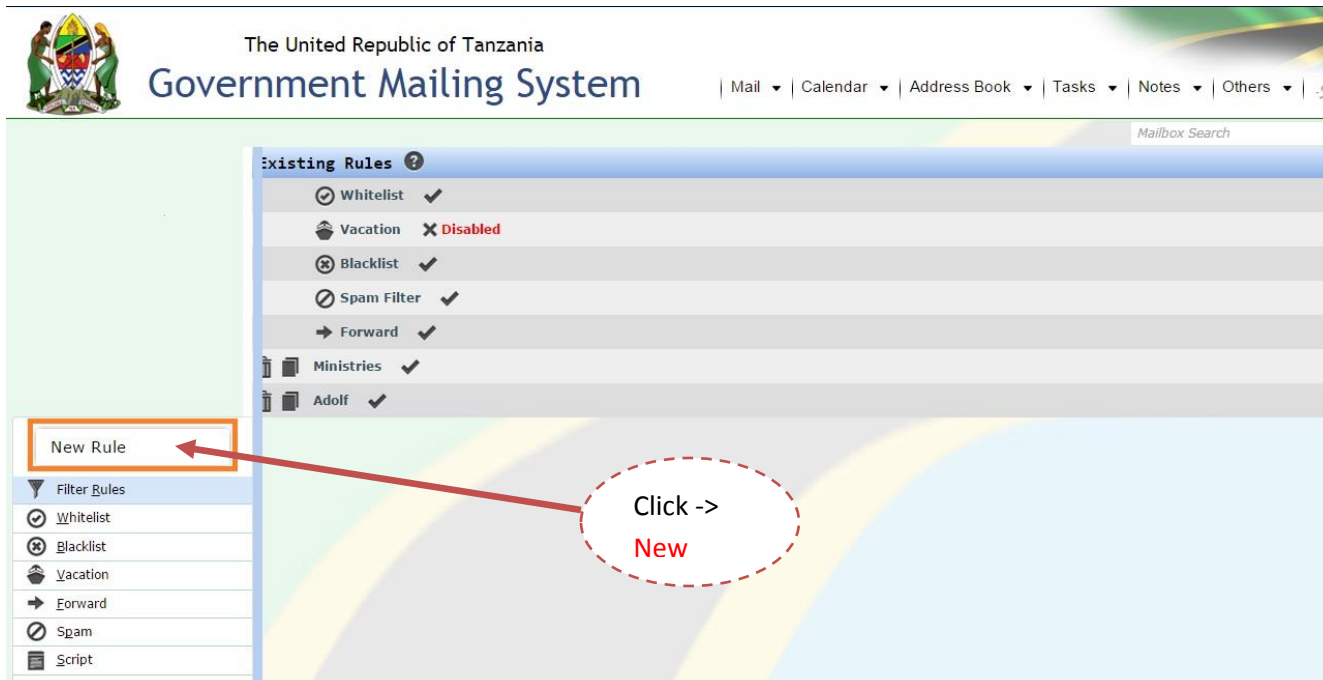 The United Republic of Tanzania
Government Mailing System
Mail Calendar Address Book Tasks Notes Others
Mailbox Search
Existing Rules ?
Whitelist
Vacation Disabled
Blacklist
Spam Filter
Forward
Ministries
Adolf
New Rule
Filter Rules
Whitelist
Blacklist
Vacation
Forward
Spam
Script
Click ->
New